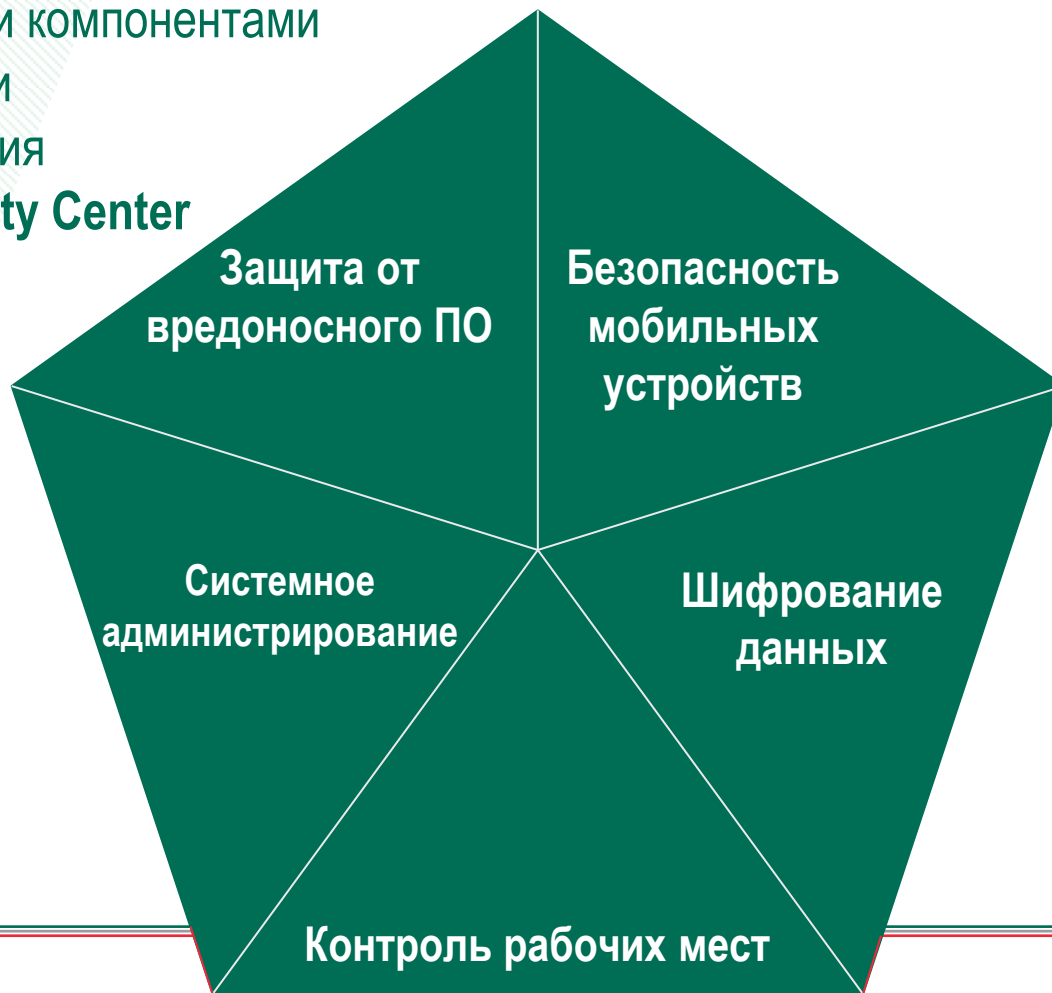 и компонентами
и
ия
ty Center
Защита от
вредоносного ПО
Безопасность
мобильных
устройств
Системное
администрирование
Шифрование
данных
Контроль рабочих мест